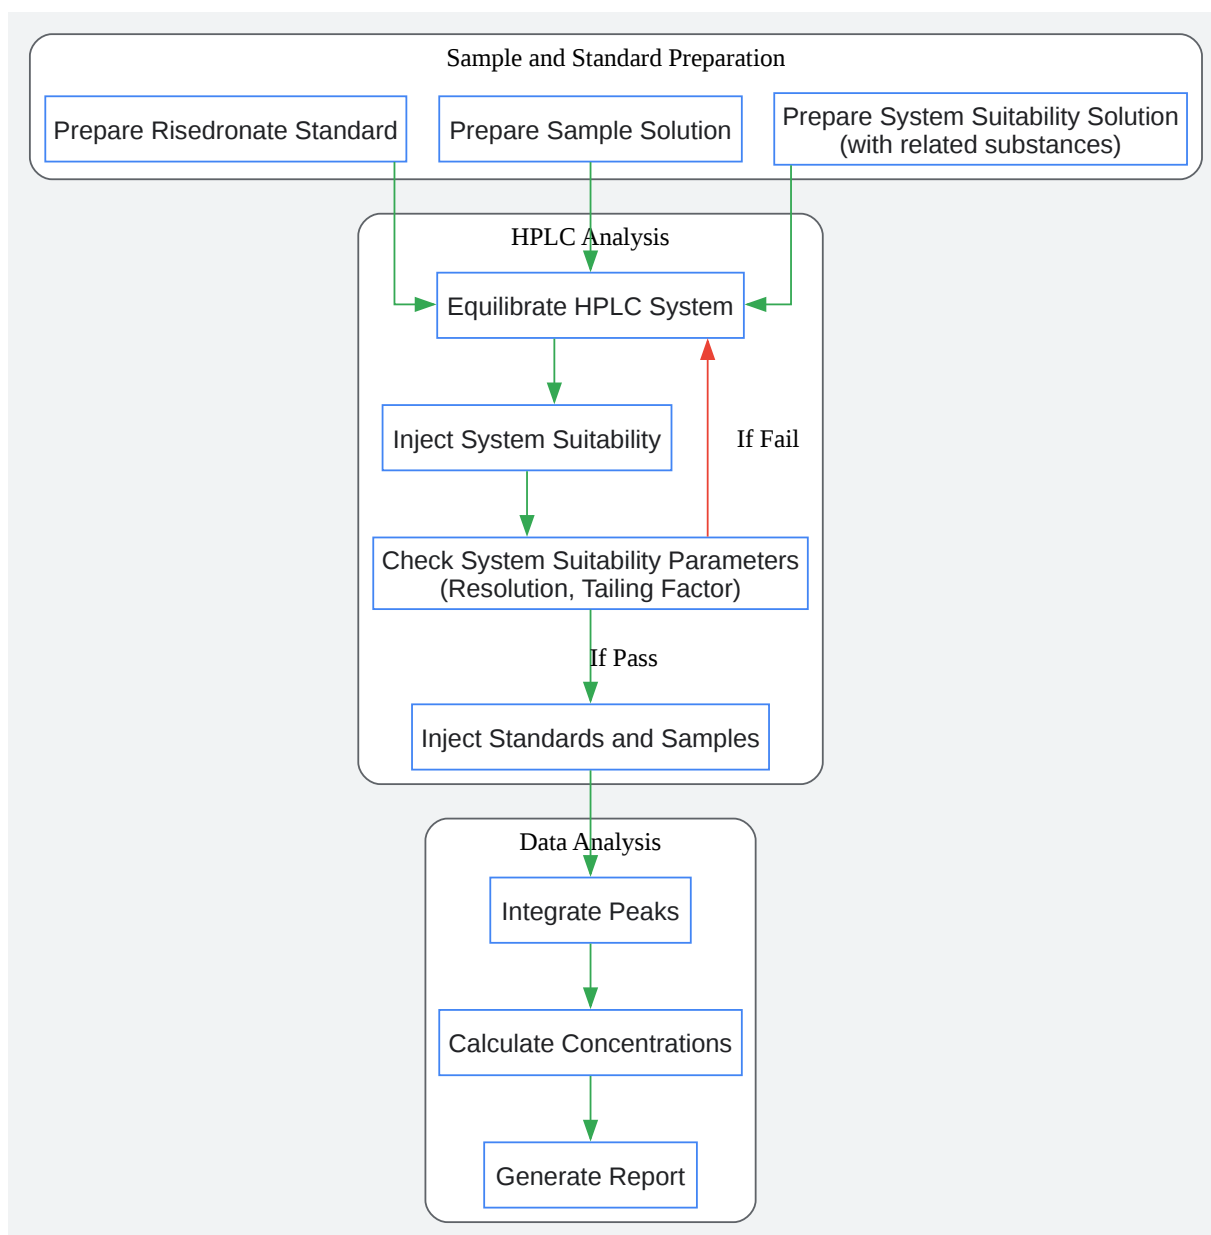 Sample and Standard Preparation
Prepare Risedronate Standard
Prepare Sample Solution
Prepare System Suitability Solution
(with related substances)
HPLC Analysis
Equilibrate HPLC System
Inject System Suitability
If Fail
Check System Suitability Parameters
(Resolution, Tailing Factor)
If Pass
Inject Standards and Samples
Data Analysis
Integrate Peaks
Calculate Concentrations
Generate Report